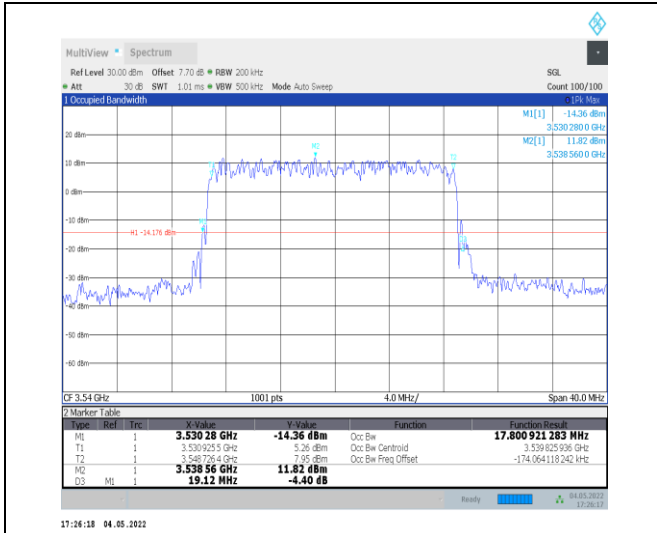 MultiView Spectrum
Ref Level 30.00 dBm Offset 7.70 dB RBW 200 kHz SGL
Att 30 dB SWT 1.01 ms VBW 500 kHz Mode Auto Sweep Count 100/100
1 Occupied Bandwidth 1Pk Max
M1[1] -14.36 dBm
3.530 280 0 GHz
M2[1] 11.82 dBm
3.538 560 0 GHz
20 dBm
M2
T2
10 dBm
0 dBm
-10 dBm
H1 -14.176 dBm
-20 dBm
-30 dBm
-40 dBm
-50 dBm
-60 dBm
CF 3.54 GHz 1001 pts 4.0 MHz/ Span 40.0 MHz
2 Marker Table
Type Ref Trc X-Value Y-Value Function Function Result
M1 1 3.530 28 GHz -14.36 dBm Occ Bw 17.800 921 283 MHz
T1 1 3.530 925 5 GHz 5.26 dBm Occ Bw Centroid 3.539 825 936 GHz
T2 1 3.548 726 4 GHz 7.95 dBm Occ Bw Freq Offset -174.064 118 242 kHz
M2 1 3.538 56 GHz 11.82 dBm
D3 M1 1 19.12 MHz -4.40 dB
Ready 04.05.2022
17:26:17
17:26:18 04.05.2022